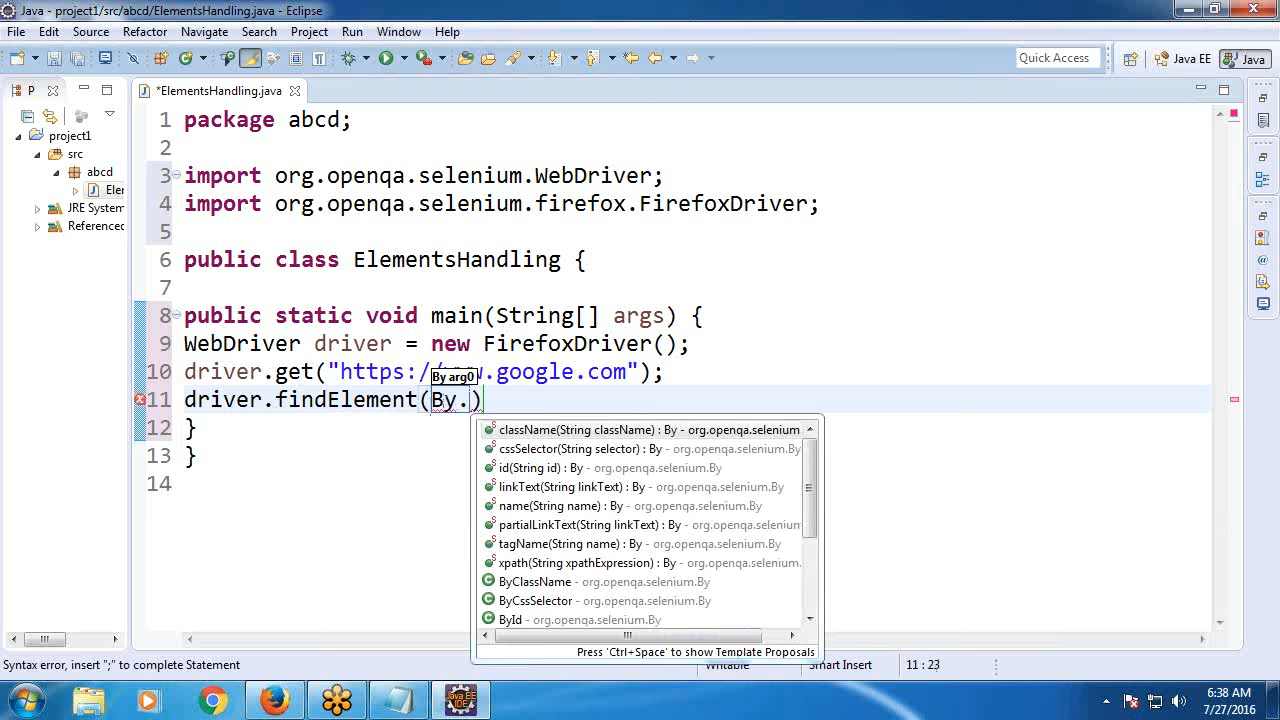 Java - project1/src/abcd/ElementsHandling.java - Eclipse
File Edit Source Refactor Navigate Search Project Run Window Help
Quick Access Java EE Java
P *ElementsHandling.java
project1
src
abcd
Elen
JRE System
Referenced
1 package abcd;
2
3 import org.openqa.selenium.WebDriver;
4 import org.openqa.selenium.firefox.FirefoxDriver;
5
6 public class ElementsHandling {
7
8 public static void main(String[] args) {
9 WebDriver driver = new FirefoxDriver();
10 driver.get("https:// .google.com");
By arg0
11 driver.findElement(By.)
12 }
13 }
14
className(String className) : By - org.openqa.selenium
cssSelector(String selector) : By - org.openqa.selenium.By
id(String id) : By - org.openqa.selenium.By
linkText(String linkText) : By - org.openqa.selenium.By
name(String name) : By - org.openqa.selenium.By
partialLinkText(String linkText) : By - org.openqa.selenium
tagName(String name) : By - org.openqa.selenium.By
xpath(String xpathExpression) : By - org.openqa.selenium.
ByClassName - org.openqa.selenium.By
ByCssSelector - org.openqa.selenium.By
ById - org.openqa.selenium.By
Press 'Ctrl+Space' to show Template Proposals
Syntax error, insert ";" to complete Statement Writable Smart Insert 11 : 23
Java EE
IDE
6:38 AM
7/27/2016